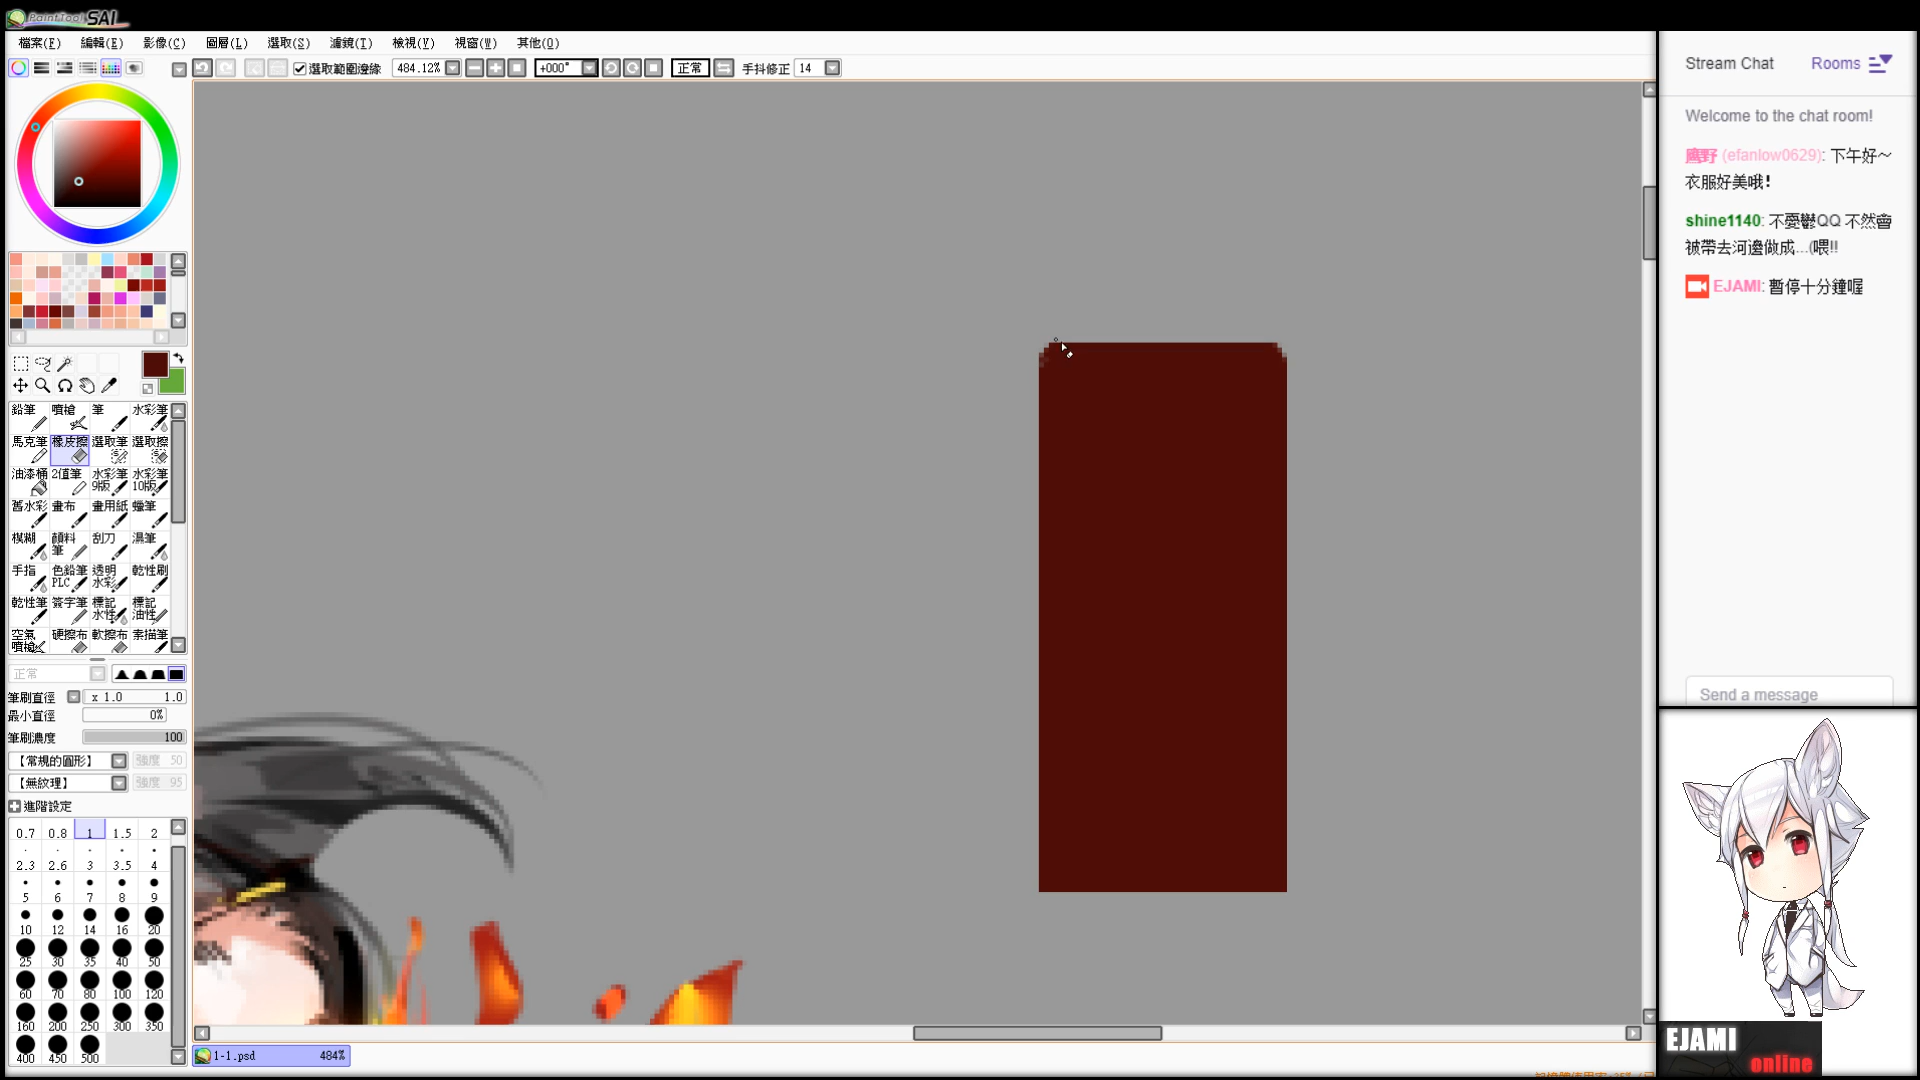 PaintTool SAI
檔案(F) 編輯(E) 影像(C) 圖層(L) 選取(S) 濾鏡(T) 檢視(V) 視窗(W) 其他(O)
選取範圍邊緣 484.12% +000° 正常 手抖修正 14
鉛筆 噴槍 筆 水彩筆
馬克筆 橡皮擦 選取筆 選取擦
油漆桶 2值筆 水彩筆 9版 水彩筆 10版
舊水彩 畫布 畫用紙 蠟筆
模糊 顏料筆 刮刀 濕筆
手指 色鉛筆 PLC 透明水彩 乾性刷
乾性筆 簽字筆 標記水性 標記油性
空氣噴槍 硬擦布 軟擦布 素描筆
正常
筆刷直徑 x 1.0 1.0
最小直徑 0%
筆刷濃度 100
【常規的圓形】 強度 50
【無紋理】 強度 95
進階設定
0.7 0.8 1 1.5 2
2.3 2.6 3 3.5 4
5 6 7 8 9
10 12 14 16 20
25 30 35 40 50
60 70 80 100 120
160 200 250 300 350
400 450 500
1-1.psd 484%
Stream Chat Rooms
Welcome to the chat room!
鷹野 (efanlow0629): 下午好～
衣服好美哦!
shine1140: 不憂鬱QQ 不然會
被帶去河邊做成...(喂!!
EJAMI: 暫停十分鐘喔
Send a message
EJAMI
online